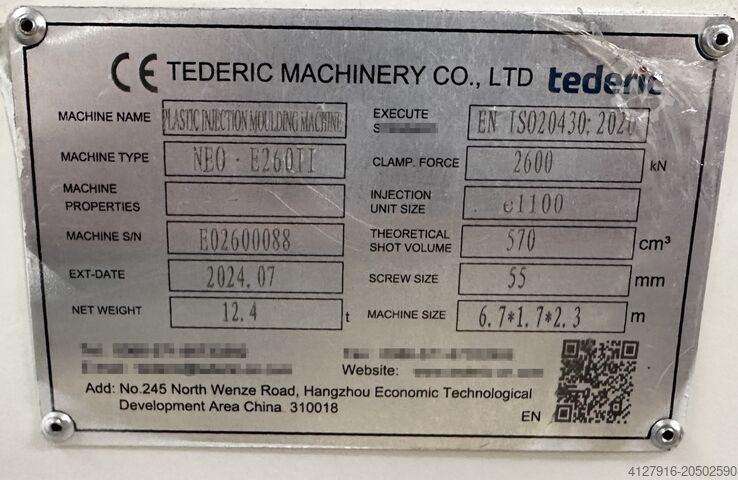 CE TEDERIC MACHINERY CO., LTD tederic
MACHINE NAME PLASTIC INJECTION MOULDING MACHINE
EXECUTE EN ISO20430:2020
MACHINE TYPE NEO · E260II
CLAMP. FORCE 2600 kN
MACHINE PROPERTIES
INJECTION UNIT SIZE e1100
MACHINE S/N E02600088
THEORETICAL SHOT VOLUME 570 cm³
EXT-DATE 2024.07
SCREW SIZE 55 mm
NET WEIGHT 12.4 t
MACHINE SIZE 6.7*1.7*2.3 m
Website:
Add: No.245 North Wenze Road, Hangzhou Economic Technological
Development Area China 310018
EN
4127916-20502590